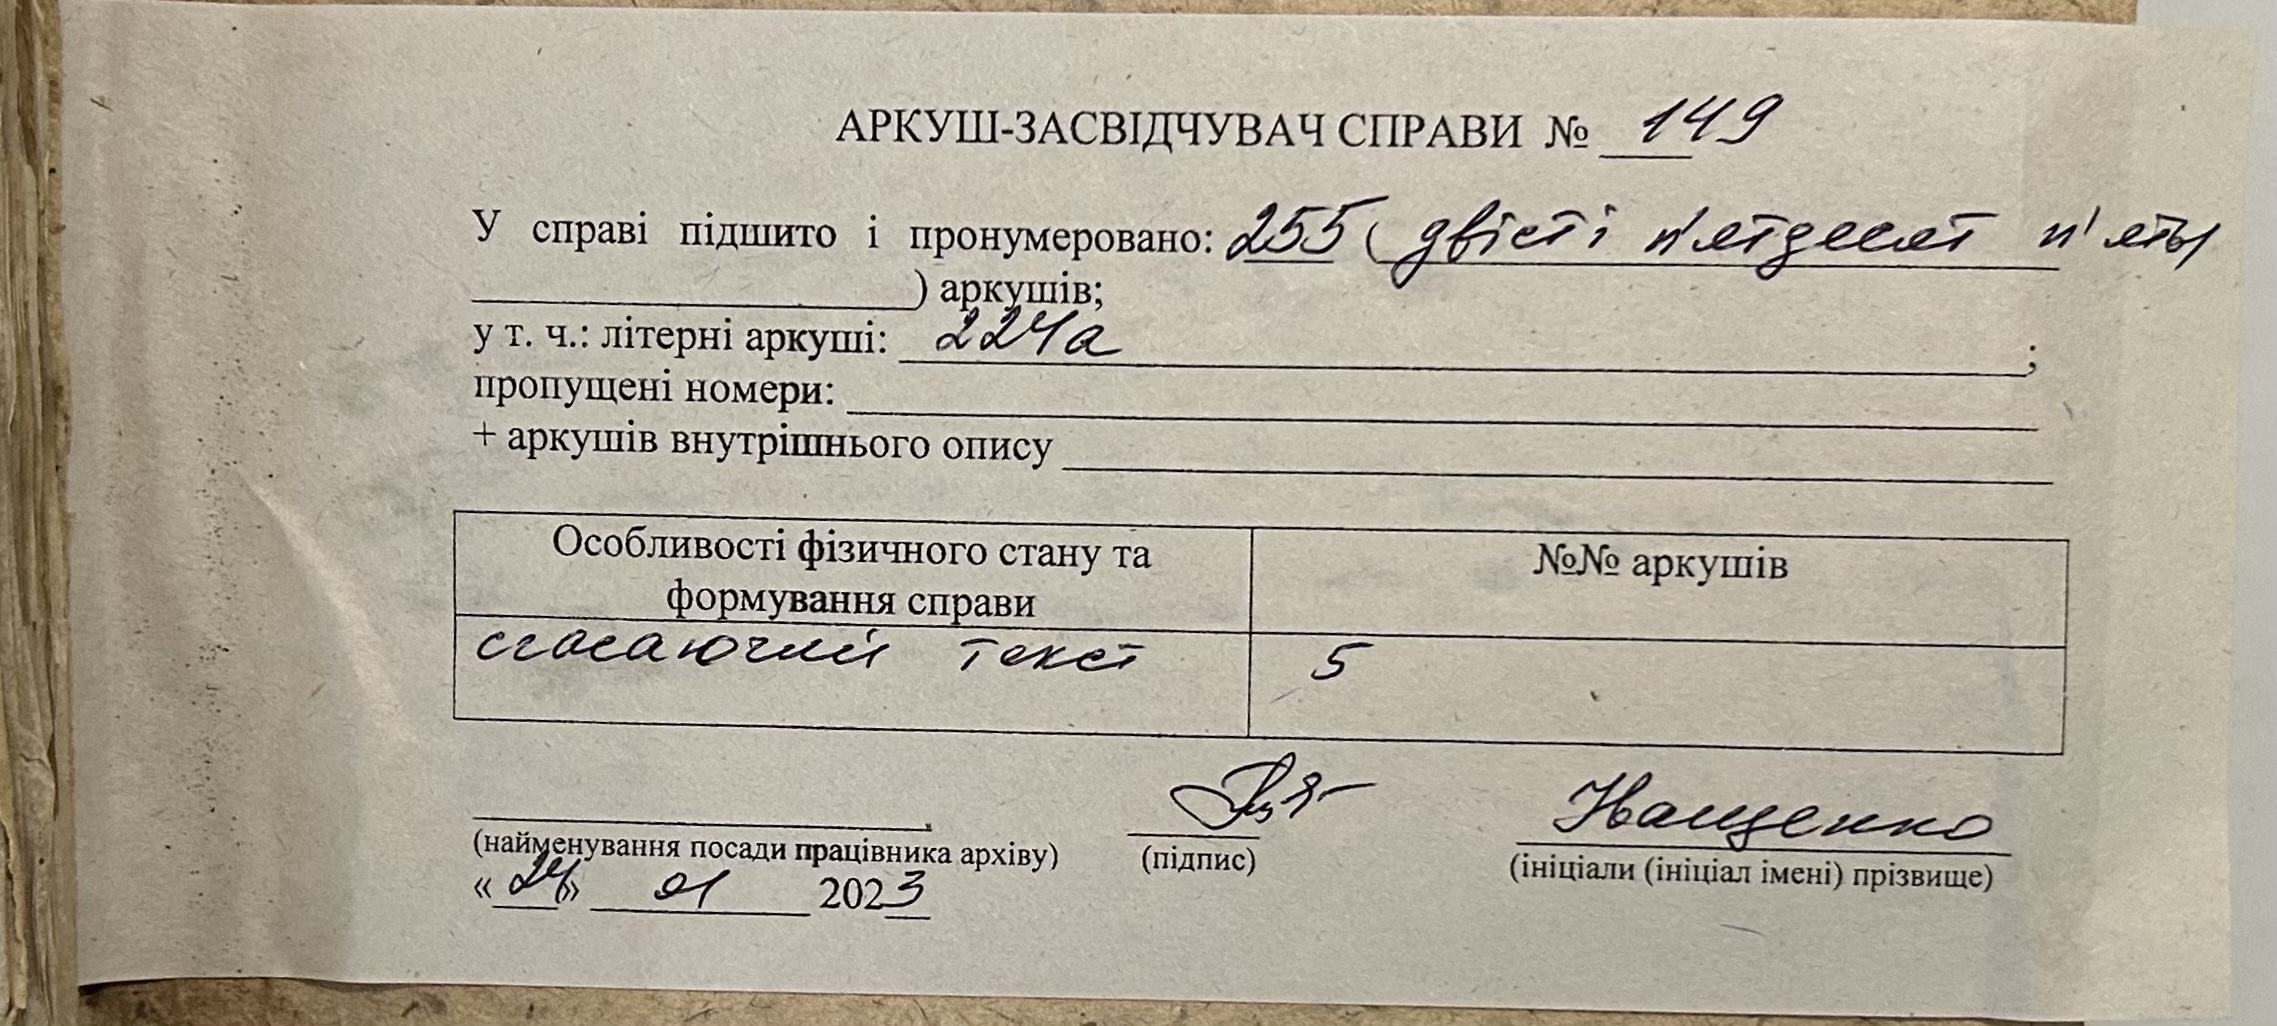 АРКУШ-ЗАСВІДЧУВАЧ СПРАВИ № 149
У справі підшито і пронумеровано: 255 ( двісті п'ятдесят п'яти
) аркушів;
у т. ч.: літерні аркуші: 224а ;
пропущені номери:
+ аркушів внутрішнього опису
Особливості фізичного стану та формування справи
№№ аркушів
згасаючий текст 5
(найменування посади працівника архіву) (підпис) (ініціали (ініціал імені) прізвище)
«24» 01 2023